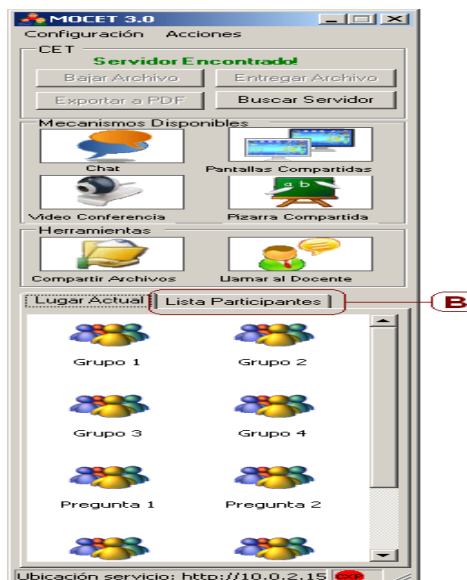 MOCET 3.0
Configuración Acciones
CET
Servidor Encontrado!
Bajar Archivo Entregar Archivo
Exportar a PDF Buscar Servidor
Mecanismos Disponibles
Chat Pantallas Compartidas
a b
Video Conferencia Pizarra Compartida
Herramientas
Compartir Archivos Llamar al Docente
Lugar Actual Lista Participantes B
Grupo 1 Grupo 2
Grupo 3 Grupo 4
Pregunta 1 Pregunta 2
Ubicación servicio: http://10.0.2.15